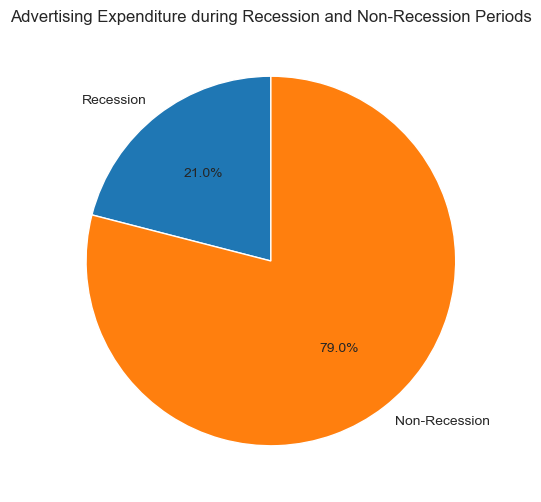 Advertising Expenditure during Recession and Non-Recession Periods
Recession
21.0%
79.0%
Non-Recession